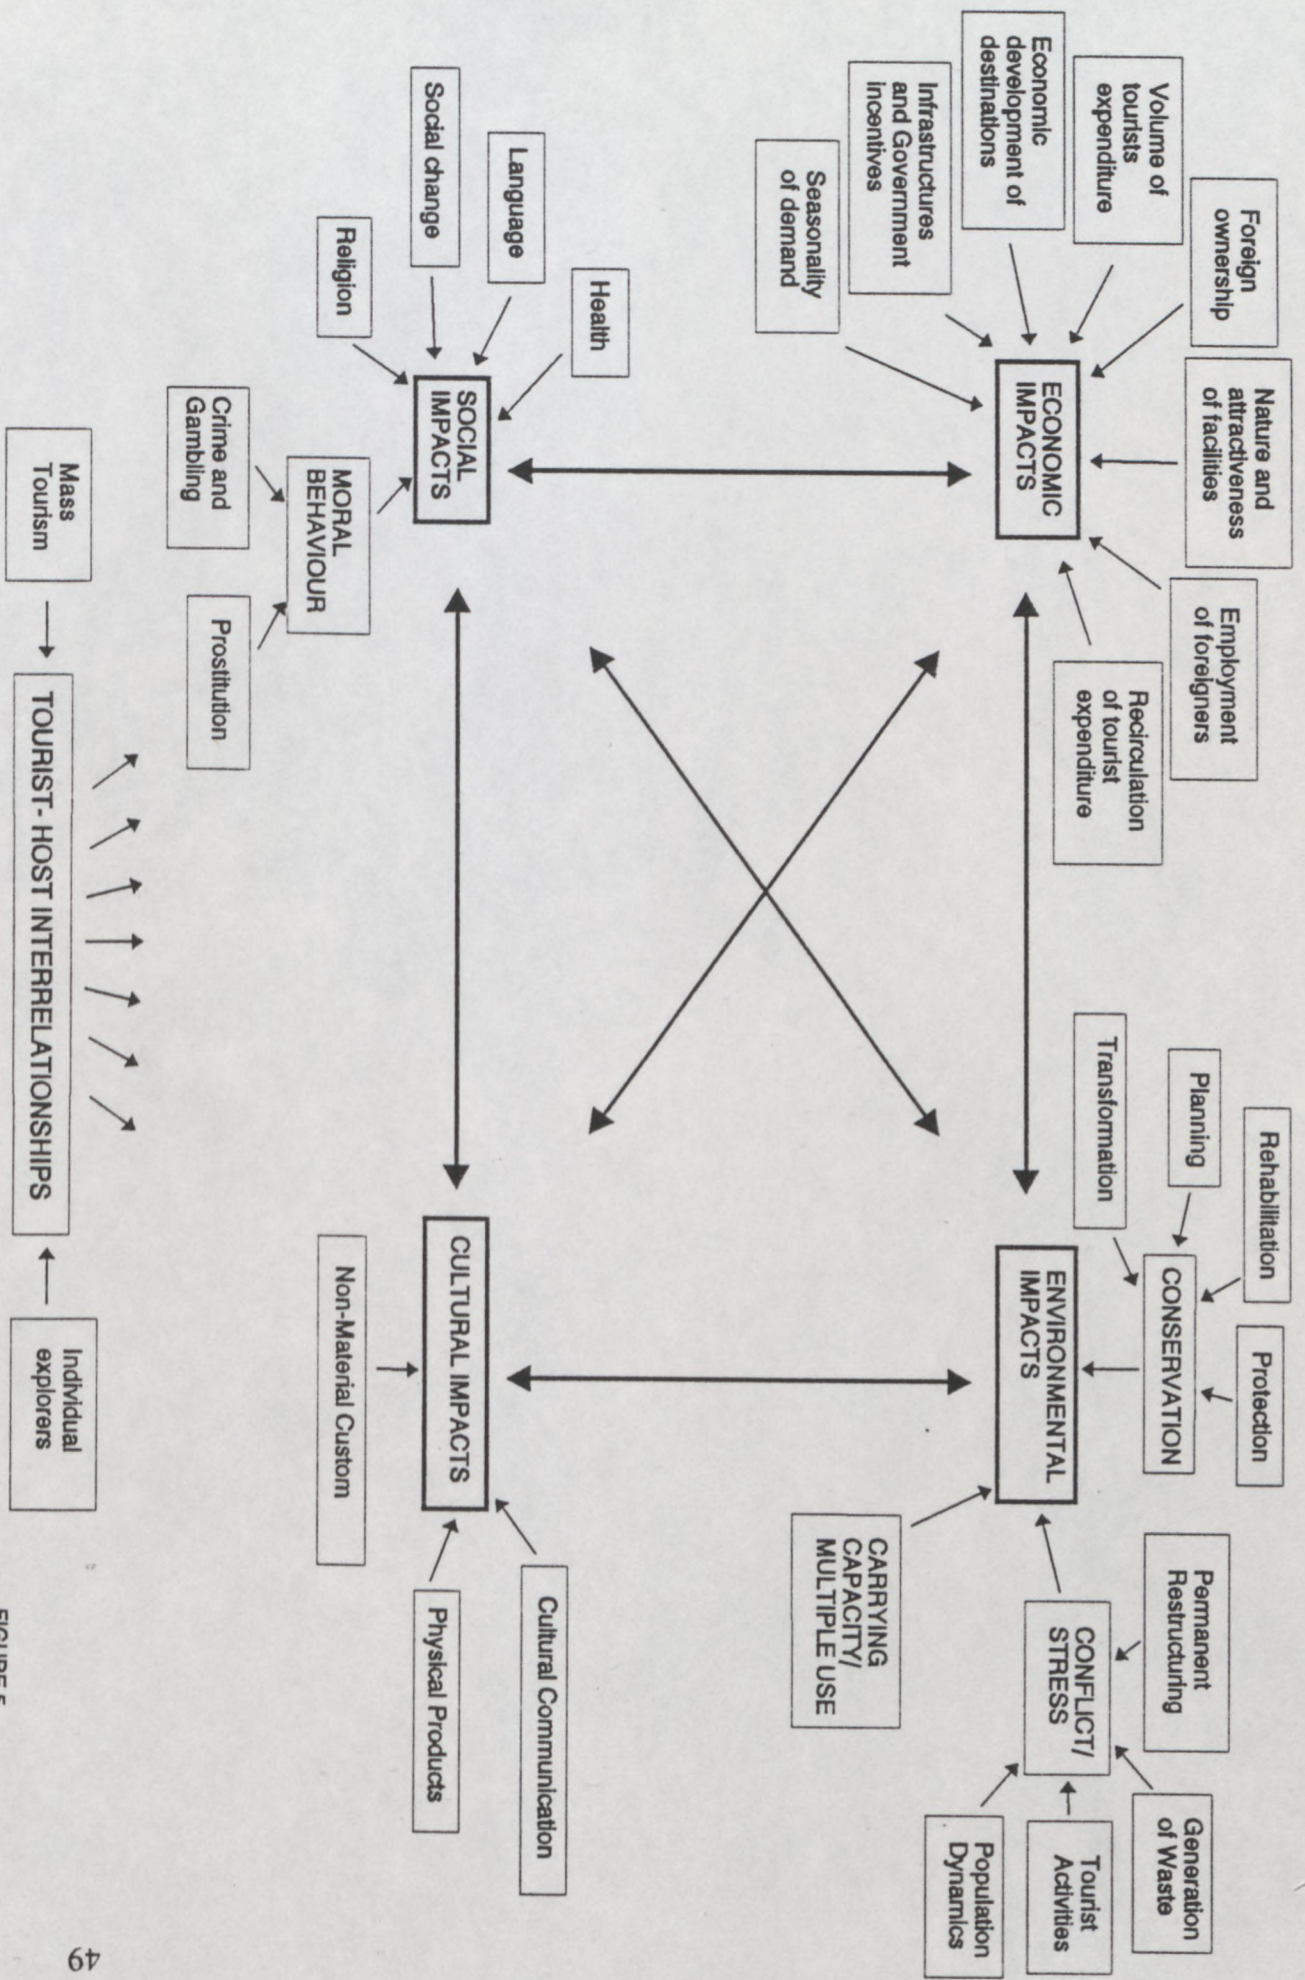 Foreign
ownership
Nature and
attractiveness
of facilities
Employment
of foreigners
Volume of
tourists
expenditure
Recirculation
of tourist
expenditure
Economic
development of
destinations
Infrastructures
and Government
incentives
Seasonality
of demand
ECONOMIC
IMPACTS
Rehabilitation
Protection
Planning
Transformation
CONSERVATION
ENVIRONMENTAL
IMPACTS
Permanent
Restructuring
Generation
of Waste
CONFLICT/
STRESS
Tourist
Activities
Population
Dynamics
CARRYING
CAPACITY/
MULTIPLE USE
Health
Language
Social change
Religion
SOCIAL
IMPACTS
MORAL
BEHAVIOUR
Crime and
Gambling
Prostitution
Cultural Communication
CULTURAL IMPACTS
Physical Products
Non-Material Custom
Mass
Tourism
TOURIST- HOST INTERRELATIONSHIPS
Individual
explorers
FIGURE 5
49